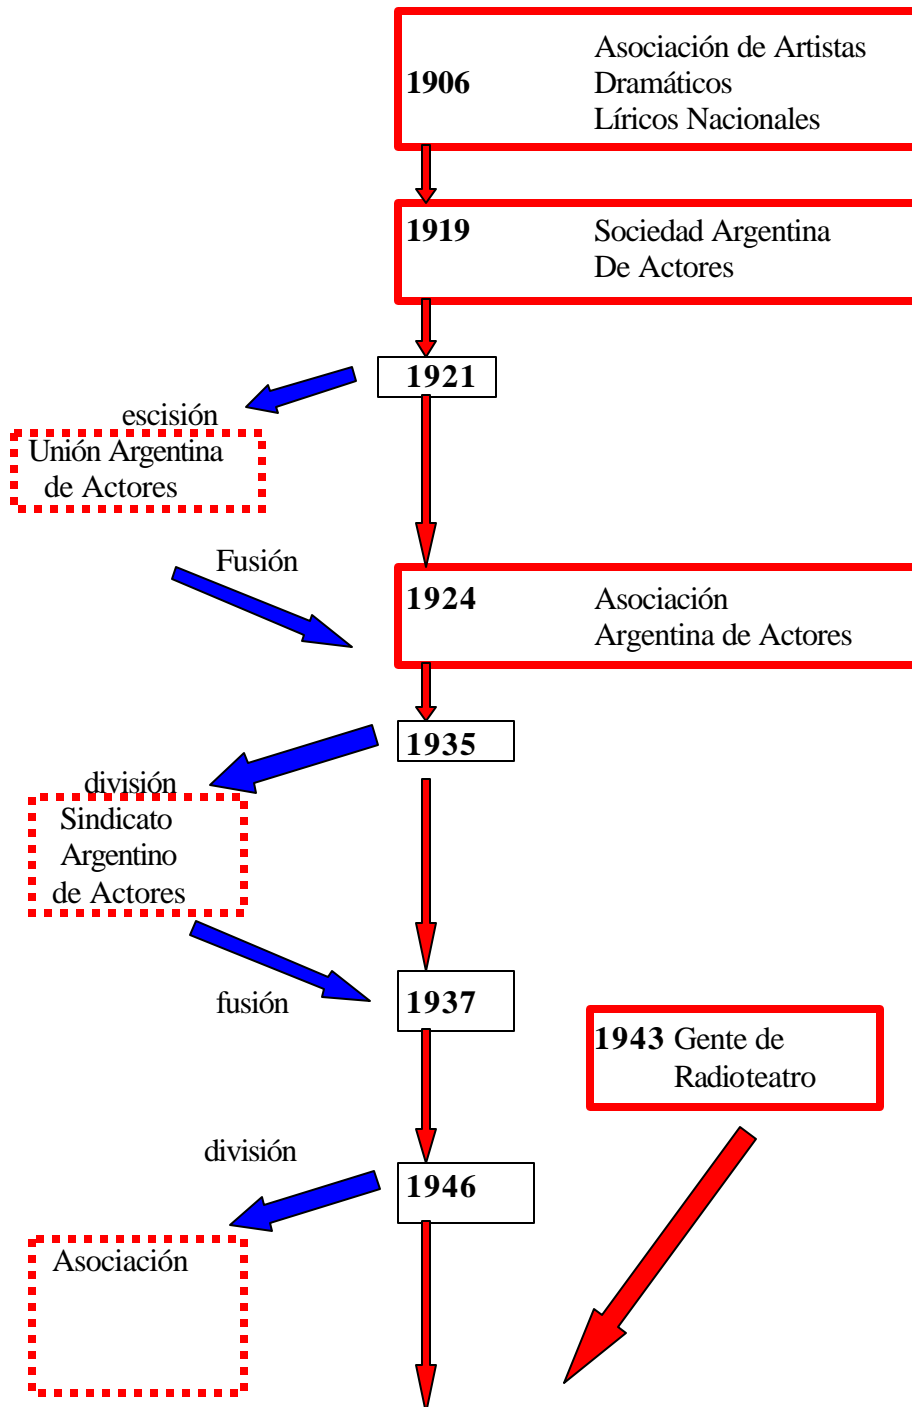 1906 Asociación de Artistas
Dramáticos
Líricos Nacionales
1919 Sociedad Argentina
De Actores
1921
escisión
Unión Argentina
de Actores
Fusión
1924 Asociación
Argentina de Actores
1935
división
Sindicato
Argentino
de Actores
fusión
1937
1943 Gente de
Radioteatro
división
1946
Asociación